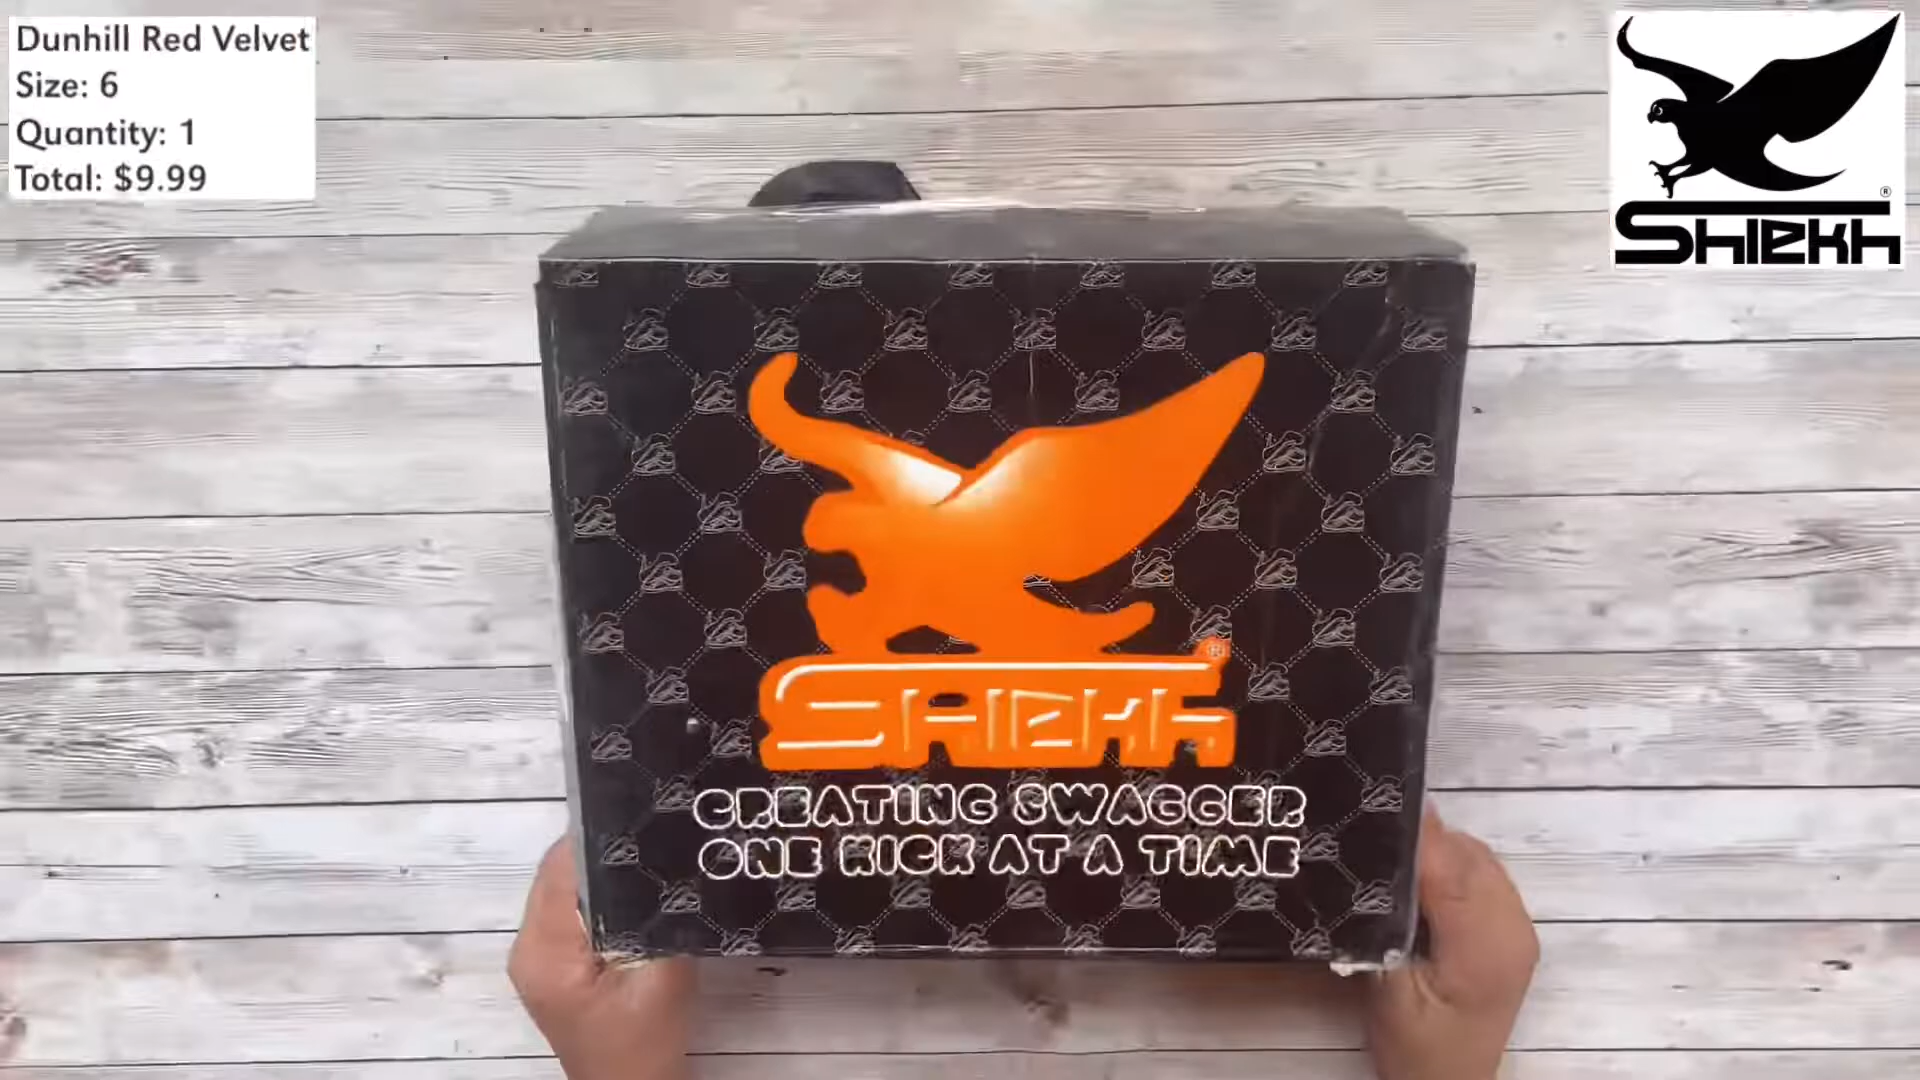 Dunhill Red Velvet
Size: 6
Quantity: 1
Total: $9.99
SHIEKH
®
SHIEKH
®
CREATING SWAGGER
ONE KICK AT A TIME